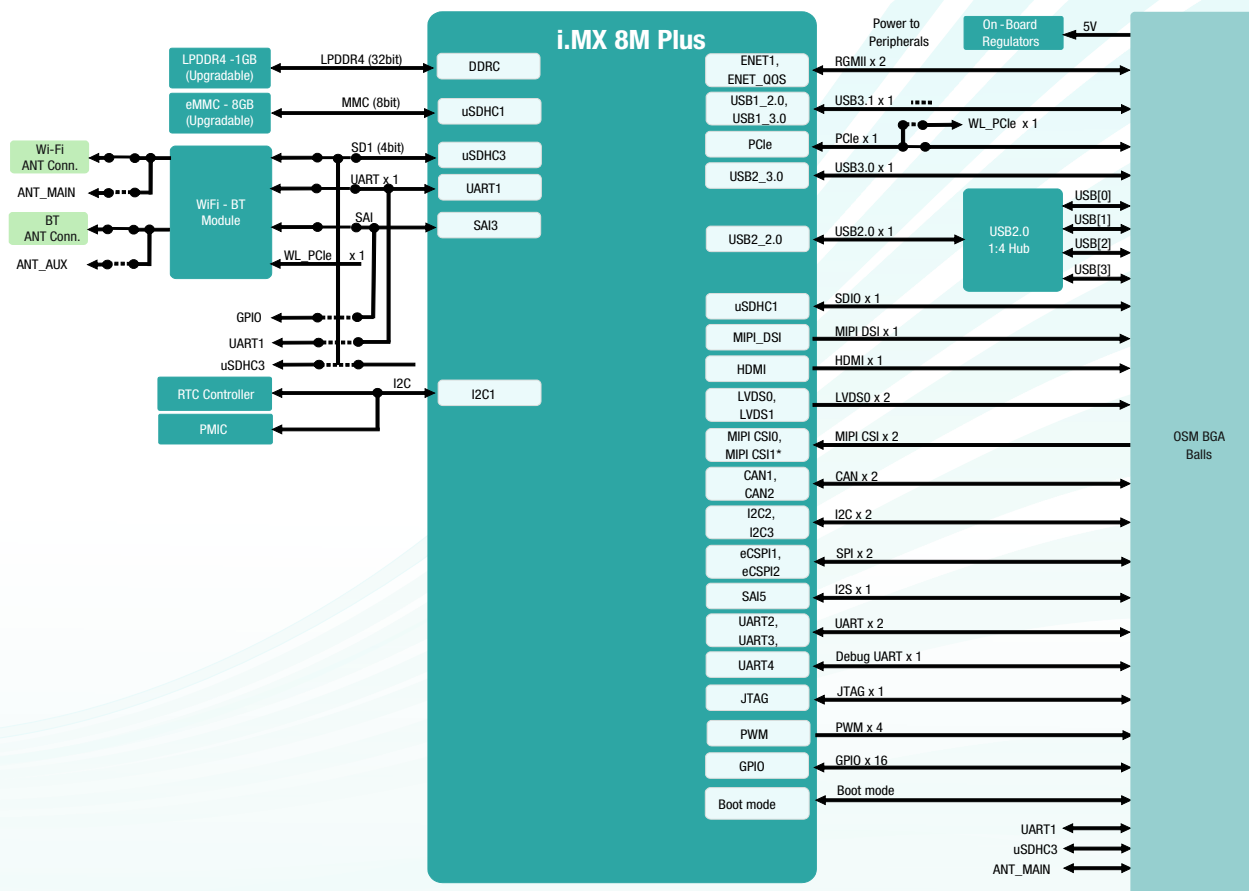 i.MX 8M Plus
LPDDR4 -1GB
(Upgradable)
LPDDR4 (32bit)
DDRC
eMMC - 8GB
(Upgradable)
MMC (8bit)
uSDHC1
Wi-Fi
ANT Conn.
ANT_MAIN
BT
ANT Conn.
ANT_AUX
WiFi - BT
Module
SD1 (4bit)
uSDHC3
UART x 1
UART1
SAI
SAI3
WL_PCIe x 1
GPIO
UART1
uSDHC3
RTC Controller
I2C
I2C1
PMIC
Power to
Peripherals
On -Board
Regulators
5V
ENET1,
ENET_QOS
RGMII x 2
USB1_2.0,
USB1_3.0
USB3.1 x 1
WL_PCIe x 1
PCIe
PCIe x 1
USB2_3.0
USB3.0 x 1
USB2_2.0
USB2.0 x 1
USB2.0
1:4 Hub
USB[0]
USB[1]
USB[2]
USB[3]
uSDHC1
SDIO x 1
MIPI_DSI
MIPI DSI x 1
HDMI
HDMI x 1
LVDS0,
LVDS1
LVDS0 x 2
MIPI CSI0,
MIPI CSI1*
MIPI CSI x 2
CAN1,
CAN2
CAN x 2
I2C2,
I2C3
I2C x 2
eCSPI1,
eCSPI2
SPI x 2
SAI5
I2S x 1
UART2,
UART3,
UART x 2
UART4
Debug UART x 1
JTAG
JTAG x 1
PWM
PWM x 4
GPIO
GPIO x 16
Boot mode
Boot mode
UART1
uSDHC3
ANT_MAIN
OSM BGA
Balls